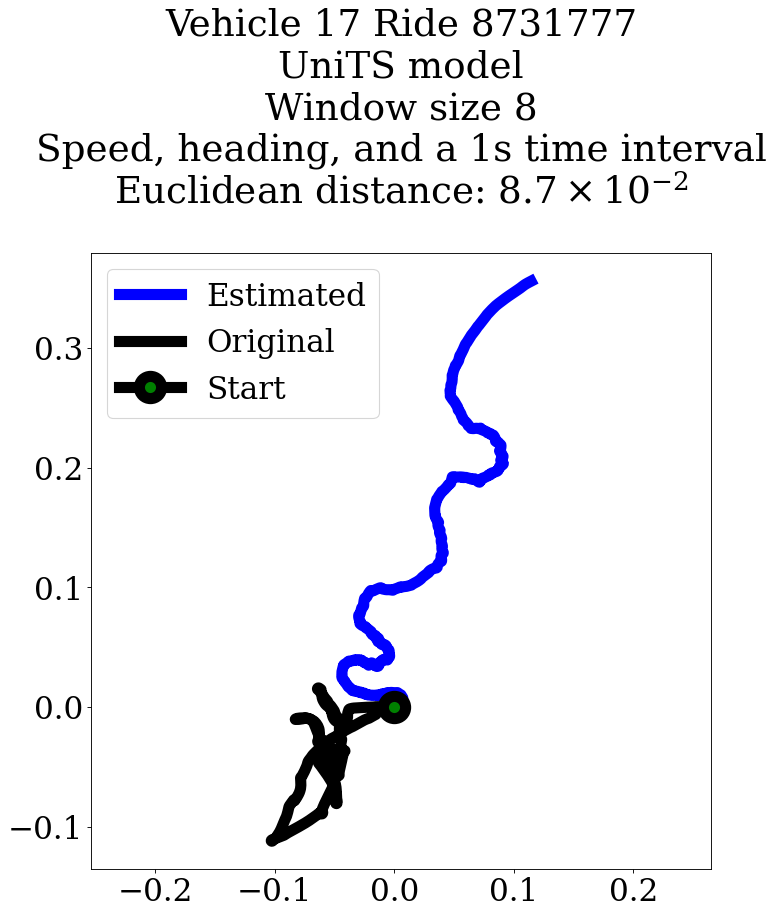 Vehicle 17 Ride 8731777
UniTS model
Window size 8
Speed, heading, and a 1s time interval
Euclidean distance: 8.7 × 10⁻²
Estimated
Original
Start
0.3
0.2
0.1
0.0
−0.1
−0.2 −0.1 0.0 0.1 0.2